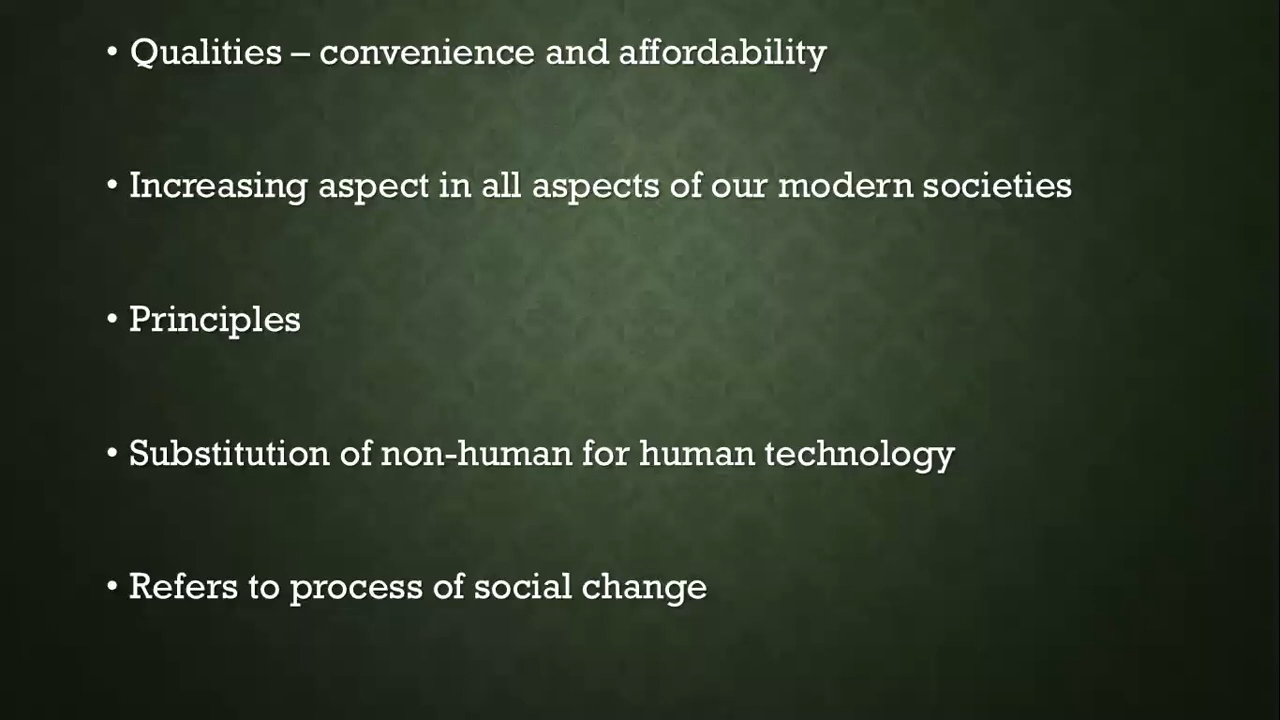 • Qualities – convenience and affordability
• Increasing aspect in all aspects of our modern societies
• Principles
• Substitution of non-human for human technology
• Refers to process of social change